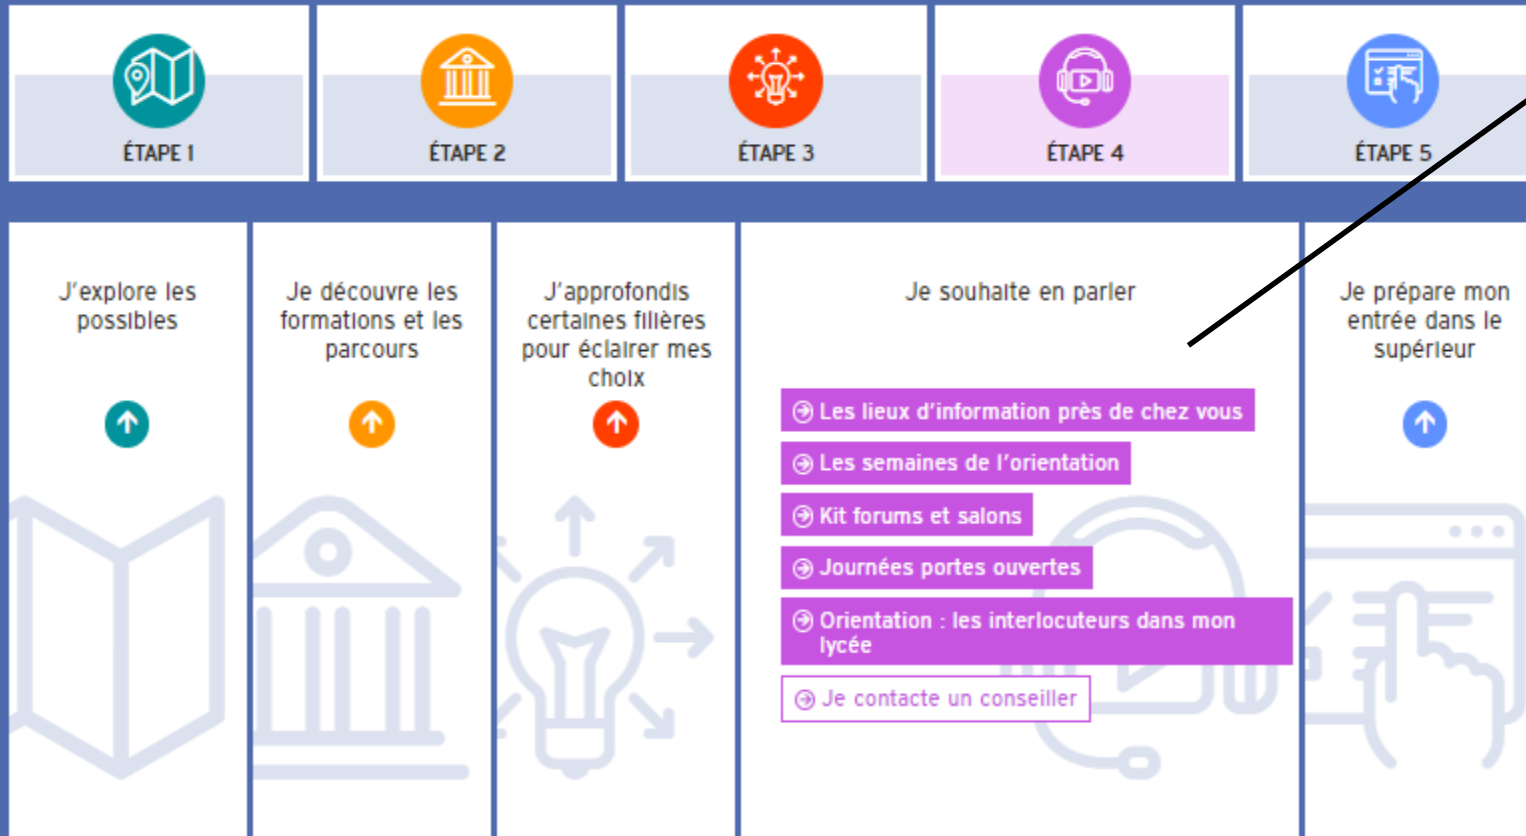 ÉTAPE 1
ÉTAPE 2
ÉTAPE 3
ÉTAPE 4
ÉTAPE 5
J'explore les
possibles
Je découvre les
formations et les
parcours
J'approfondis
certaines filières
pour éclairer mes
choix
Je souhaite en parler
Les lieux d'information près de chez vous
Les semaines de l'orientation
Kit forums et salons
Journées portes ouvertes
Orientation : les interlocuteurs dans mon
lycée
Je contacte un conseiller
Je prépare mon
entrée dans le
supérieur